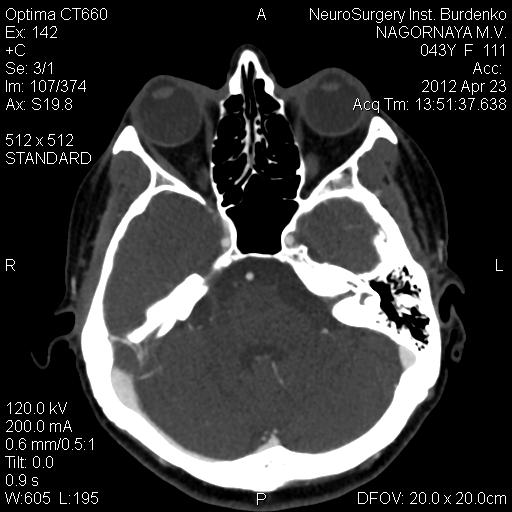 Optima CT660
Ex: 142
+C
Se: 3/1
Im: 107/374
Ax: S19.8
512 x 512
STANDARD
A
NeuroSurgery Inst. Burdenko
NAGORNAYA M.V.
043Y F 111
Acc:
2012 Apr 23
Acq Tm: 13:51:37.638
R
L
120.0 kV
200.0 mA
0.6 mm/0.5:1
Tilt: 0.0
0.9 s
W:605 L:195
P
DFOV: 20.0 x 20.0cm